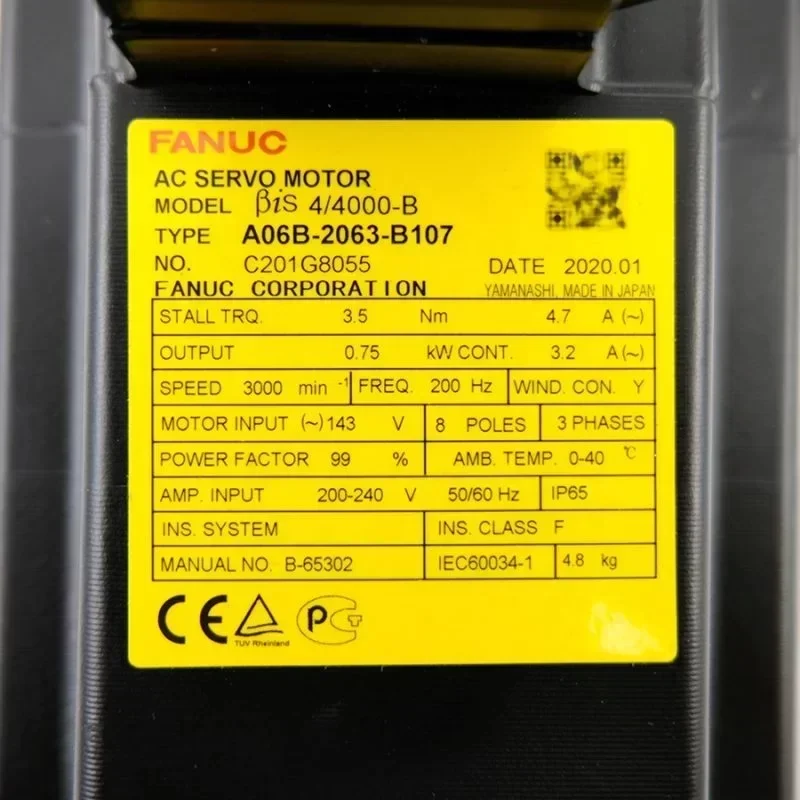 FANUC
AC SERVO MOTOR
MODEL βiS 4/4000-B
TYPE A06B-2063-B107
NO. C201G8055 DATE 2020.01
FANUC CORPORATION YAMANASHI, MADE IN JAPAN
STALL TRQ. 3.5 Nm 4.7 A (~)
OUTPUT 0.75 kW CONT. 3.2 A (~)
SPEED 3000 min -1 FREQ. 200 Hz WIND. CON. Y
MOTOR INPUT (~) 143 V 8 POLES 3 PHASES
POWER FACTOR 99 % AMB. TEMP. 0-40 ℃
AMP. INPUT 200-240 V 50/60 Hz IP65
INS. SYSTEM INS. CLASS F
MANUAL NO. B-65302 IEC60034-1 4.8 kg
CE TÜV Rheinland PCT